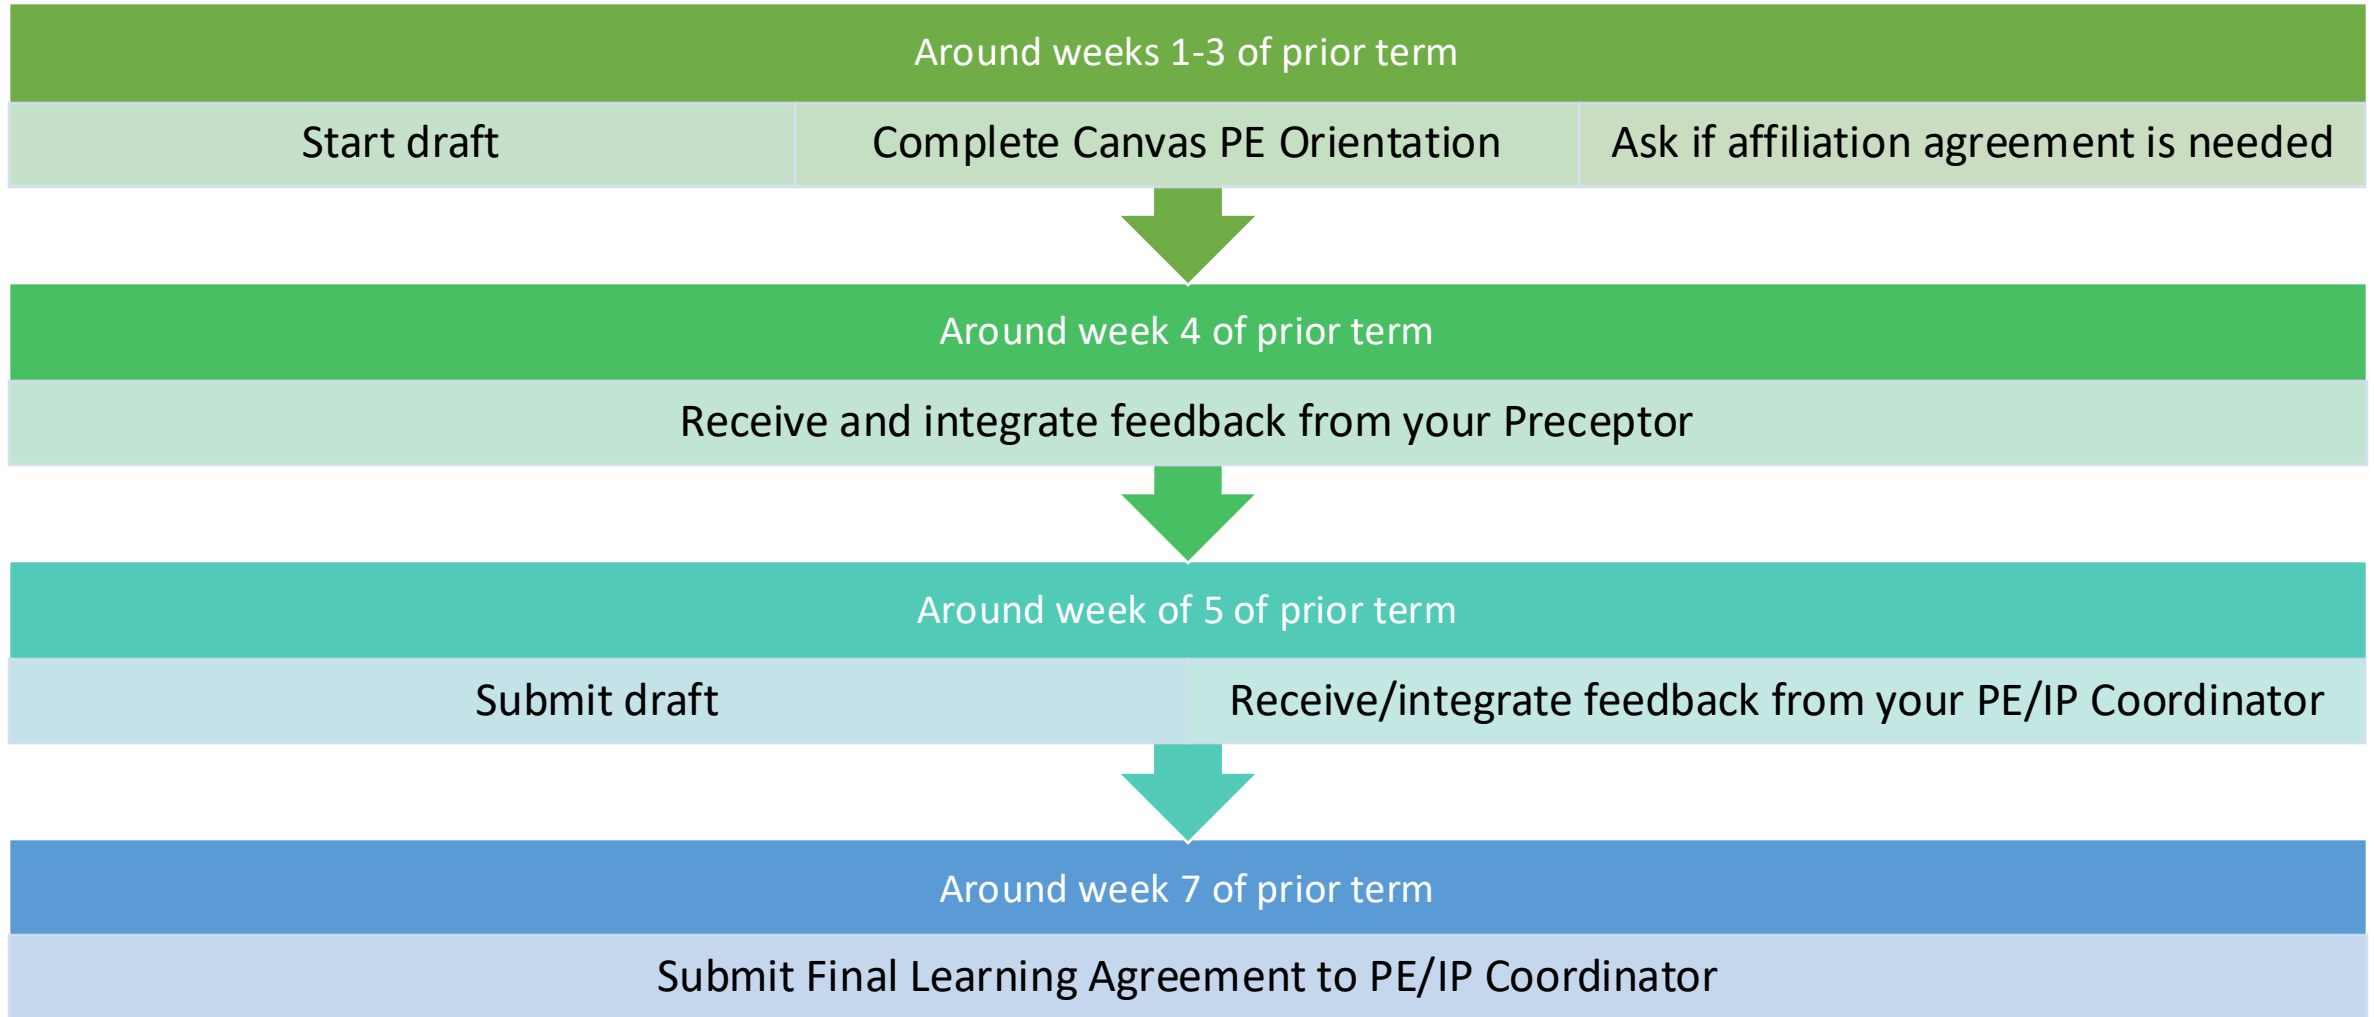 Around weeks 1-3 of prior term
Start draft
Complete Canvas PE Orientation
Ask if affiliation agreement is needed
Around week 4 of prior term
Receive and integrate feedback from your Preceptor
Around week of 5 of prior term
Submit draft
Receive/integrate feedback from your PE/IP Coordinator
Around week 7 of prior term
Submit Final Learning Agreement to PE/IP Coordinator